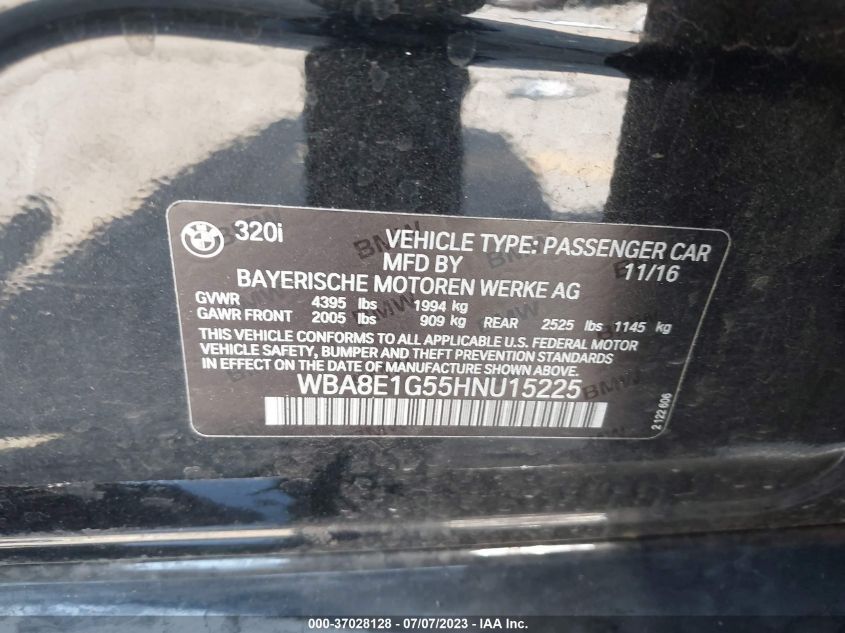 320i VEHICLE TYPE: PASSENGER CAR
MFD BY 11/16
BAYERISCHE MOTOREN WERKE AG
GVWR 4395 lbs 1994 kg
GAWR FRONT 2005 lbs 909 kg REAR 2525 lbs 1145 kg
THIS VEHICLE CONFORMS TO ALL APPLICABLE U.S. FEDERAL MOTOR
VEHICLE SAFETY, BUMPER AND THEFT PREVENTION STANDARDS
IN EFFECT ON THE DATE OF MANUFACTURE SHOWN ABOVE.
WBA8E1G55HNU15225
2 122 606
000-37028128 - 07/07/2023 - © IAA Inc.